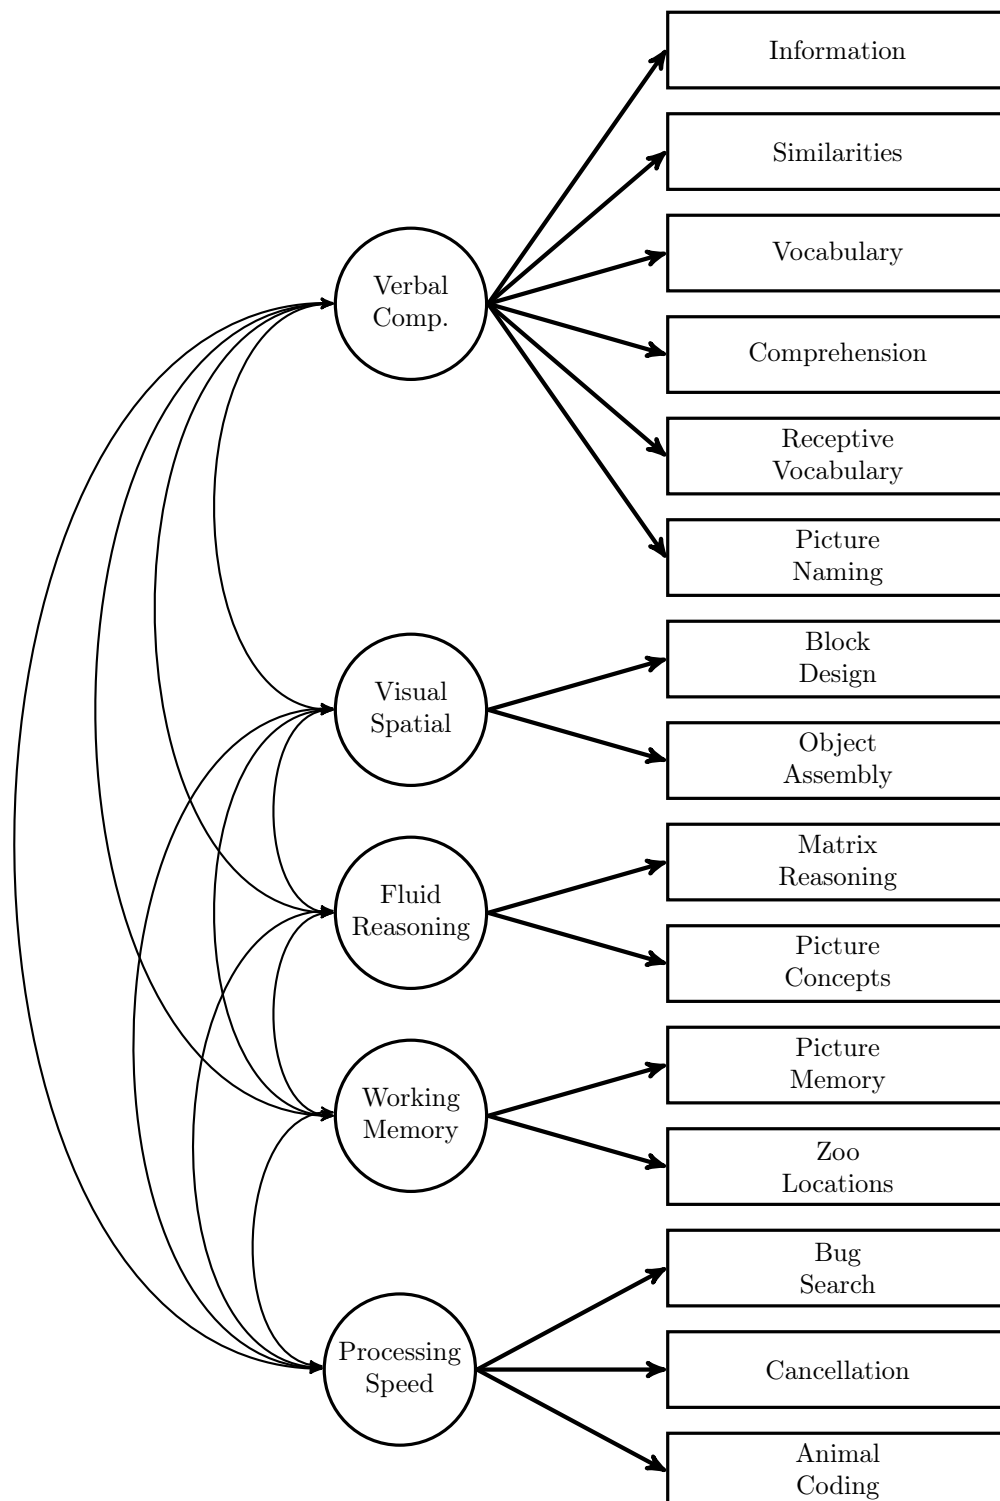 Information
Similarities
Vocabulary
Comprehension
Receptive
Vocabulary
Picture
Naming
Block
Design
Object
Assembly
Matrix
Reasoning
Picture
Concepts
Picture
Memory
Zoo
Locations
Bug
Search
Cancellation
Animal
Coding
Verbal
Comp.
Visual
Spatial
Fluid
Reasoning
Working
Memory
Processing
Speed